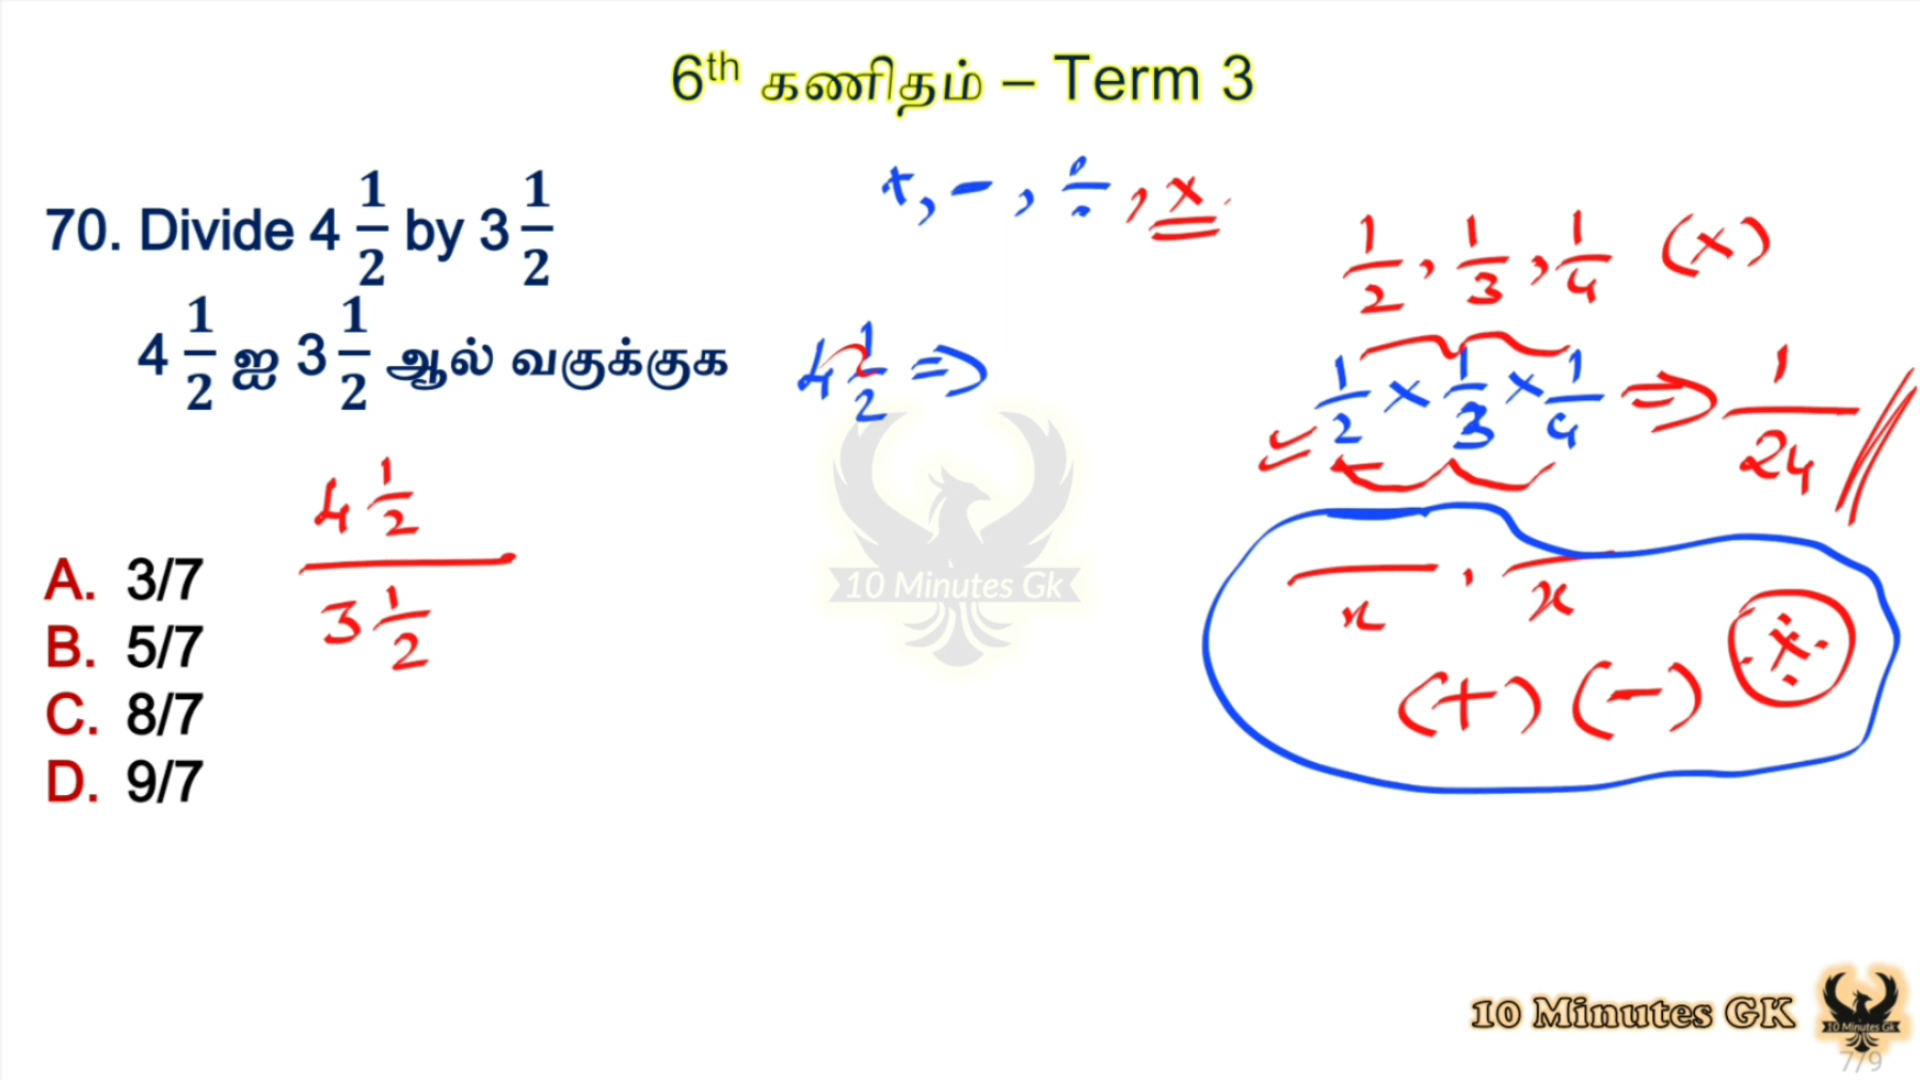 6th கணிதம் – Term 3
70. Divide 4 1/2 by 3 1/2
4 1/2 ஐ 3 1/2 ஆல் வகுக்குக
A. 3/7
B. 5/7
C. 8/7
D. 9/7
4 1/2
3 1/2
+, -, ÷, ×
4 1/2 ⇒
1/2, 1/3, 1/4 (×)
1/2 × 1/3 × 1/4 ⇒ 1/24
x , x
(+) (-)
10 Minutes Gk
10 Minutes GK
10 Minutes Gk
7/9